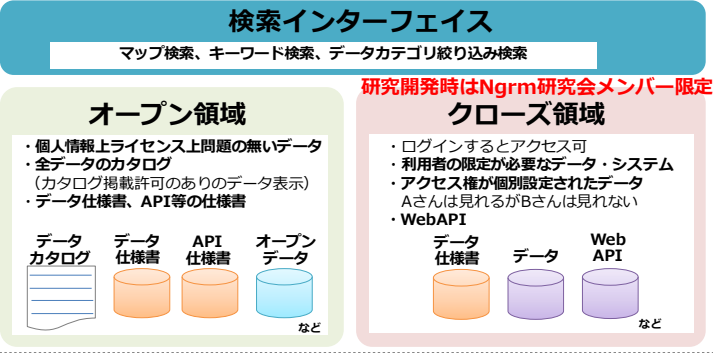 検索インターフェイス
マップ検索、キーワード検索、データカテゴリ絞り込み検索
研究開発時はNgrm研究会メンバー限定
オープン領域
・個人情報上ライセンス上問題の無いデータ
・全データのカタログ
（カタログ掲載許可のありのデータ表示）
・データ仕様書、API等の仕様書
データ
カタログ
データ
仕様書
API
仕様書
オープン
データ
など
クローズ領域
・ログインするとアクセス可
・利用者の限定が必要なデータ・システム
・アクセス権が個別設定されたデータ
Aさんは見れるがBさんは見れない
・WebAPI
データ
仕様書
データ
Web
API
など